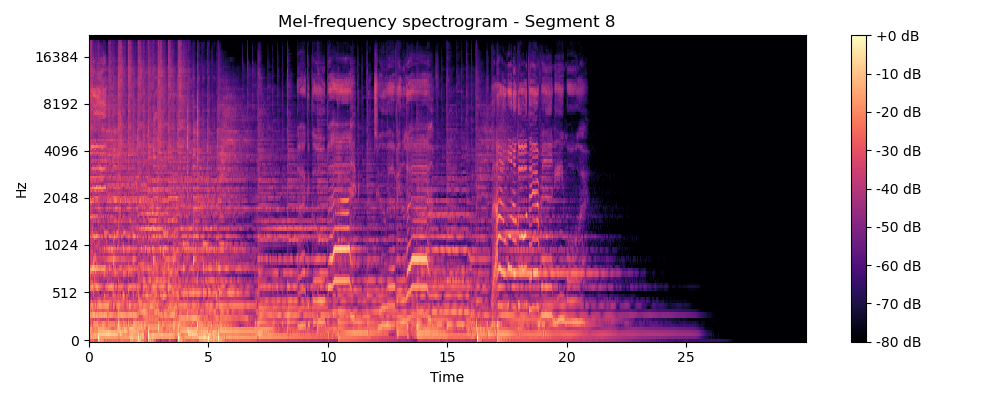 Mel-frequency spectrogram - Segment 8
Hz
16384
8192
4096
2048
1024
512
0
0 5 10 15 20 25
Time
+0 dB
-10 dB
-20 dB
-30 dB
-40 dB
-50 dB
-60 dB
-70 dB
-80 dB